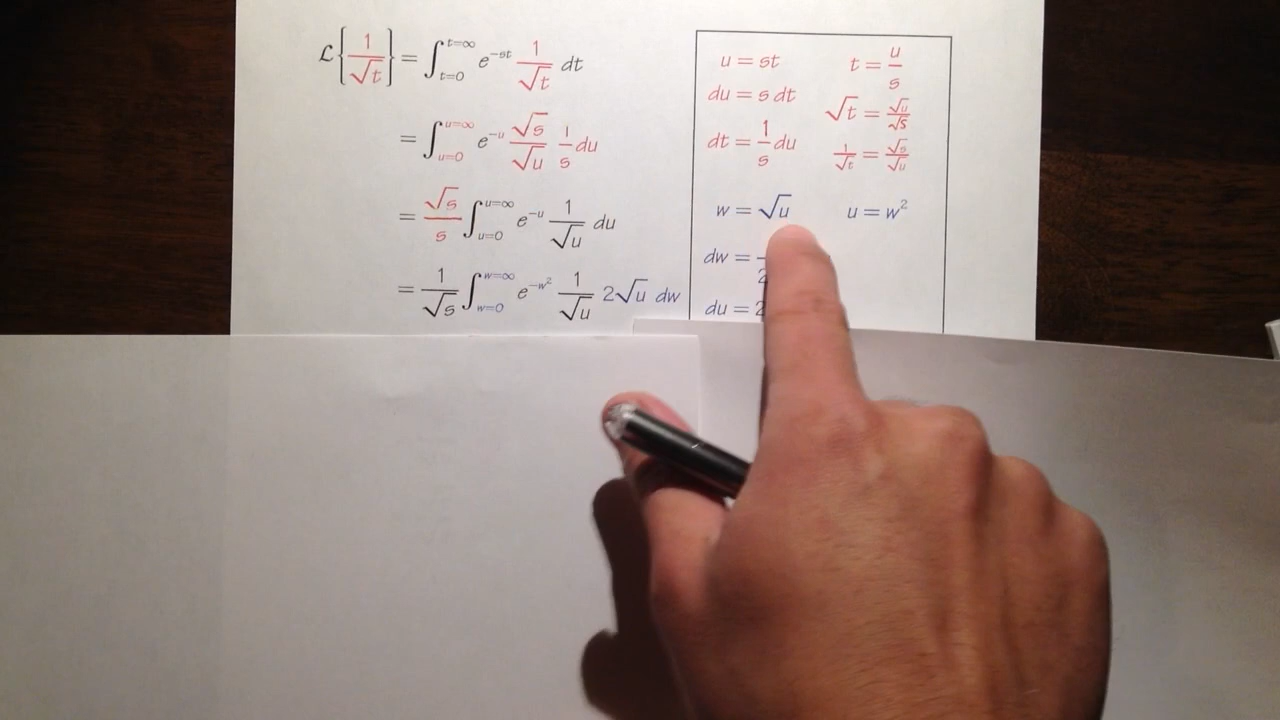 ℒ{1/√t} = ∫_{t=0}^{t=∞} e^{-st} 1/√t dt
= ∫_{u=0}^{u=∞} e^{-u} √s/√u 1/s du
= √s/s ∫_{u=0}^{u=∞} e^{-u} 1/√u du
= 1/√s ∫_{w=0}^{w=∞} e^{-w²} 1/√u 2√u dw
u = st t = u/s
du = s dt √t = √u/√s
dt = 1/s du 1/√t = √s/√u
w = √u u = w²
dw =
du = 2